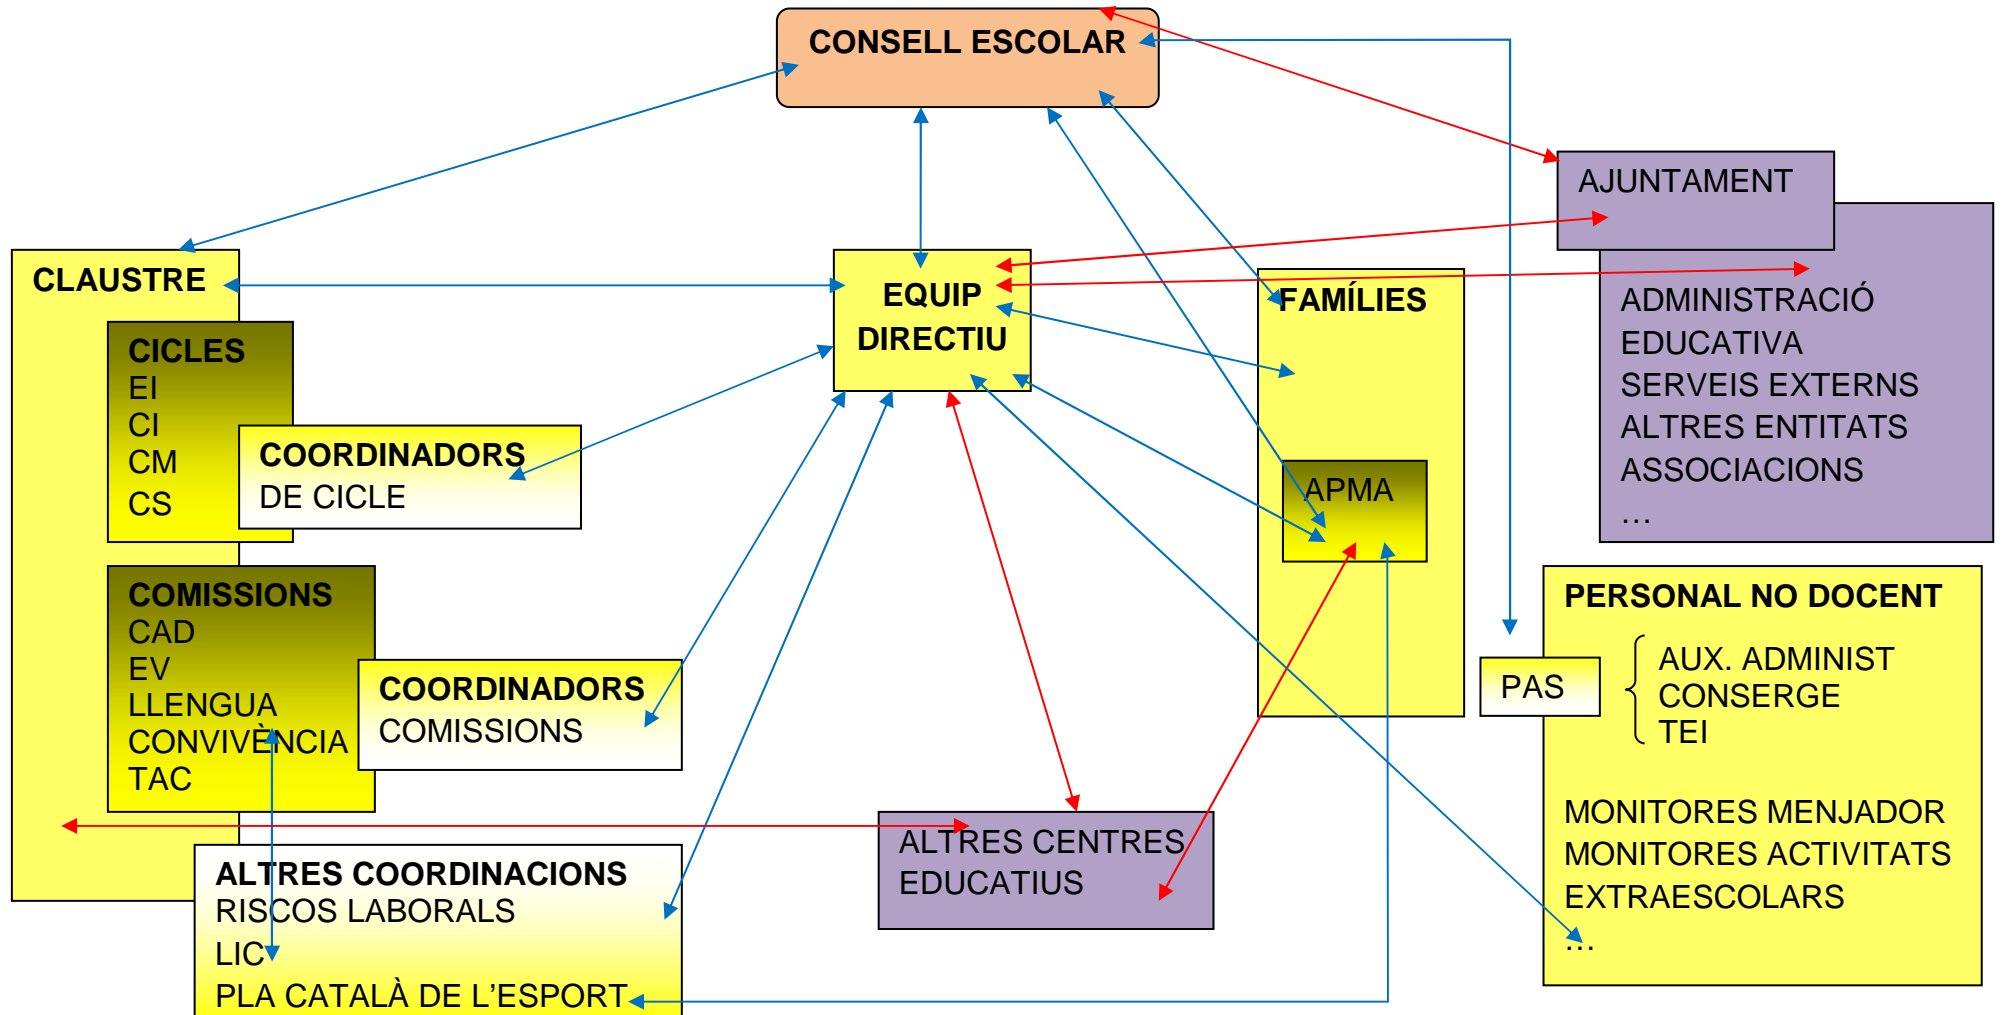 CONSELL ESCOLAR
AJUNTAMENT
ADMINISTRACIÓ
EDUCATIVA
SERVEIS EXTERNS
ALTRES ENTITATS
ASSOCIACIONS
…
CLAUSTRE
EQUIP
DIRECTIU
FAMÍLIES
APMA
CICLES
EI
CI
CM
CS
COORDINADORS
DE CICLE
COMISSIONS
CAD
EV
LLENGUA
CONVIVÈNCIA
TAC
COORDINADORS
COMISSIONS
ALTRES COORDINACIONS
RISCOS LABORALS
LIC
PLA CATALÀ DE L’ESPORT
ALTRES CENTRES
EDUCATIUS
PERSONAL NO DOCENT
PAS
AUX. ADMINIST
CONSERGE
TEI
MONITORES MENJADOR
MONITORES ACTIVITATS
EXTRAESCOLARS
…